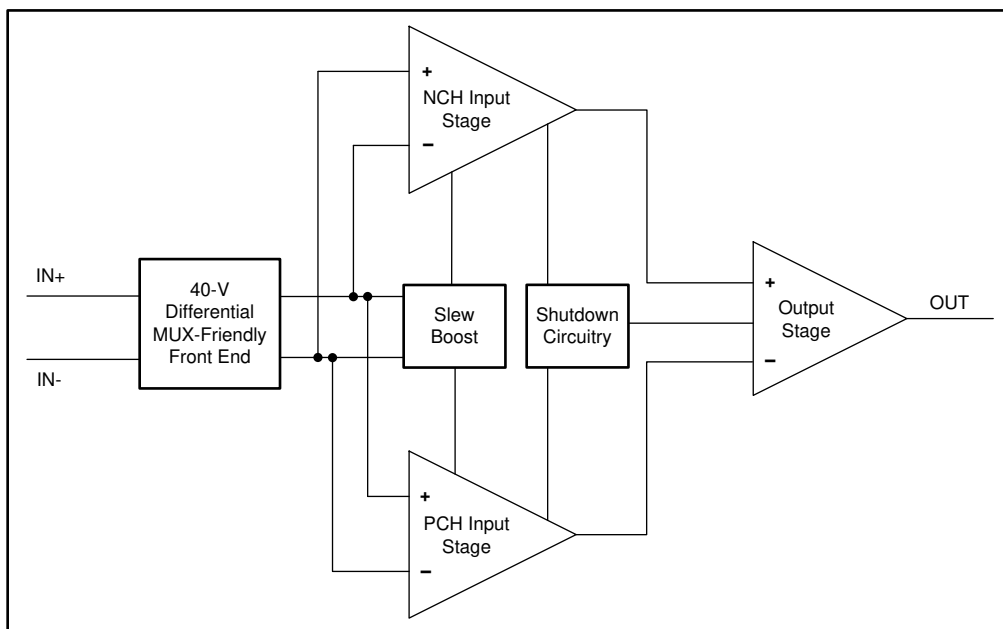 +
NCH Input
Stage
−
IN+
IN-
40-V
Differential
MUX-Friendly
Front End
Slew
Boost
Shutdown
Circuitry
+
Output
Stage
−
OUT
+
PCH Input
Stage
−